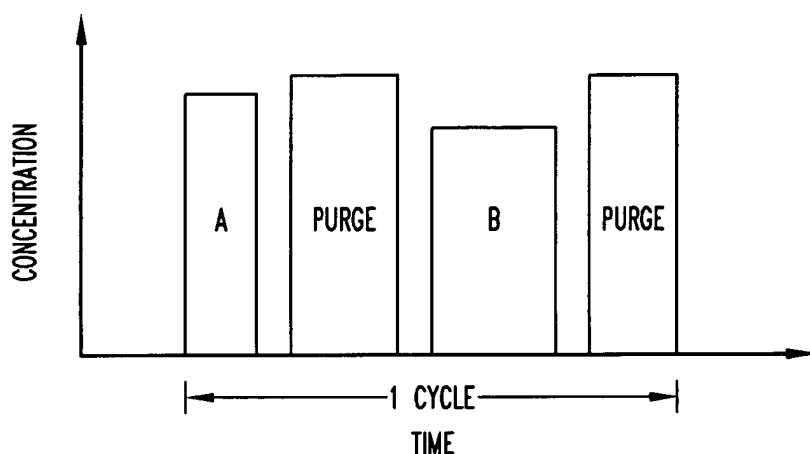 CONCENTRATION
A
PURGE
B
PURGE
1 CYCLE
TIME